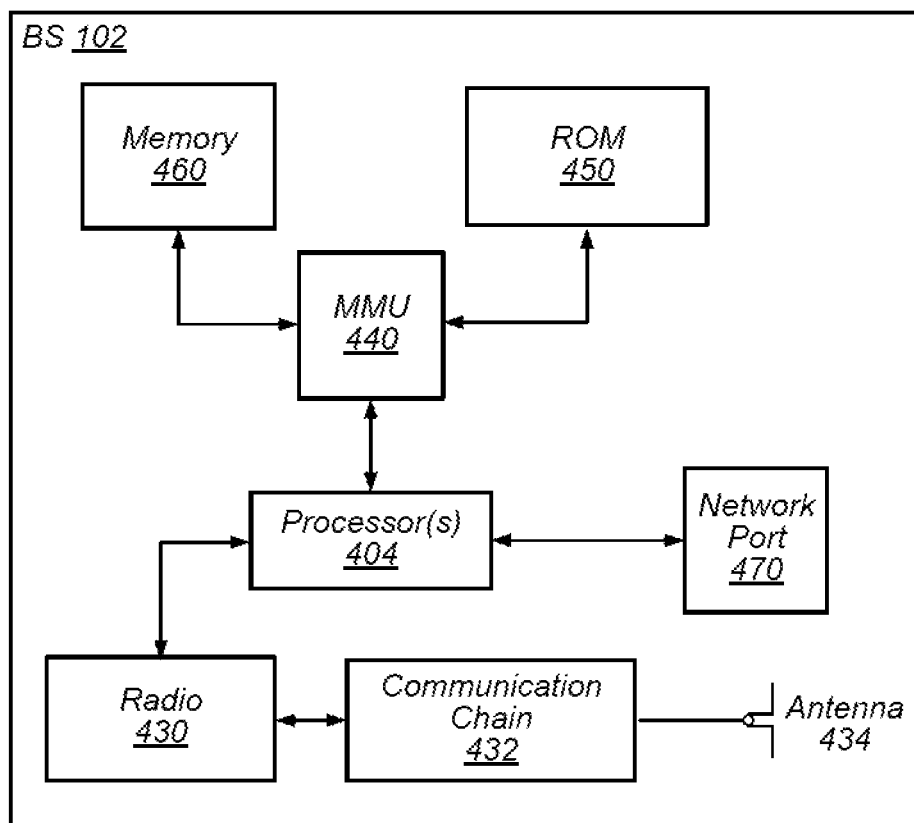 BS 102
Memory
460
ROM
450
MMU
440
Processor(s)
404
Network
Port
470
Radio
430
Communication
Chain
432
Antenna
434